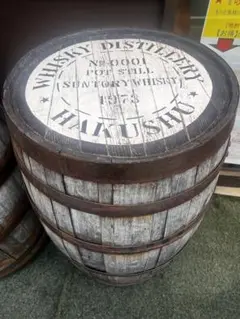 WHISKY DISTILLERY
No.0001
POT STILL
[SUNTORY WHISKY]
1973
HAKUSHU